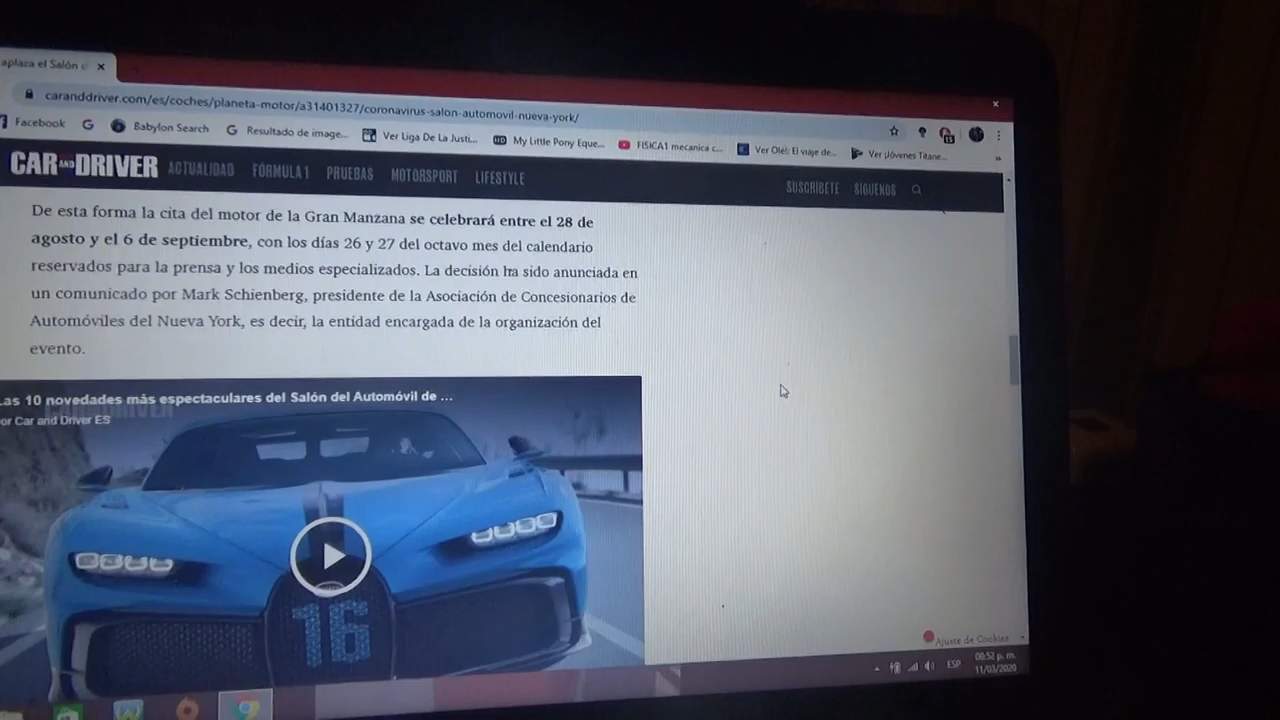 aplaza el Salón
caranddriver.com/es/coches/planeta-motor/a31401327/coronavirus-salon-automovil-nueva-york/
Facebook Babylon Search Resultado de image... Ver Liga De La Justi... My Little Pony Eque... FISICA1 mecanica c... Ver Olé!: El viaje de... Ver ¡Jóvenes Titane... »
CAR AND DRIVER ACTUALIDAD FÓRMULA 1 PRUEBAS MOTORSPORT LIFESTYLE SUSCRÍBETE SÍGUENOS
De esta forma la cita del motor de la Gran Manzana se celebrará entre el 28 de
agosto y el 6 de septiembre, con los días 26 y 27 del octavo mes del calendario
reservados para la prensa y los medios especializados. La decisión ha sido anunciada en
un comunicado por Mark Schienberg, presidente de la Asociación de Concesionarios de
Automóviles del Nueva York, es decir, la entidad encargada de la organización del
evento.
Las 10 novedades más espectaculares del Salón del Automóvil de ...
or Car and Driver ES
16
Ajuste de Cookies
ESP
08:52 p. m.
11/03/2020